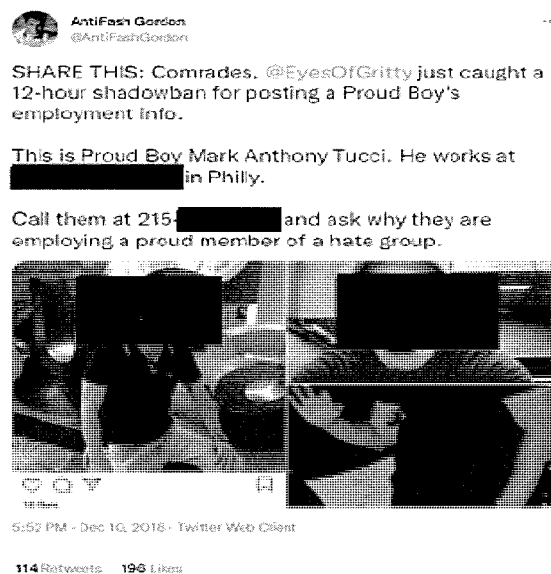 AntiFash Gordon
@AntiFashGordon
SHARE THIS: Comrades, @EyesOfGritty just caught a
12-hour shadowban for posting a Proud Boy's
employment info.
This is Proud Boy Mark Anthony Tucci. He works at
in Philly.
Call them at 215- and ask why they are
employing a proud member of a hate group.
5:52 PM - Dec 10, 2018 - Twitter Web Client
114 Retweets 196 Likes